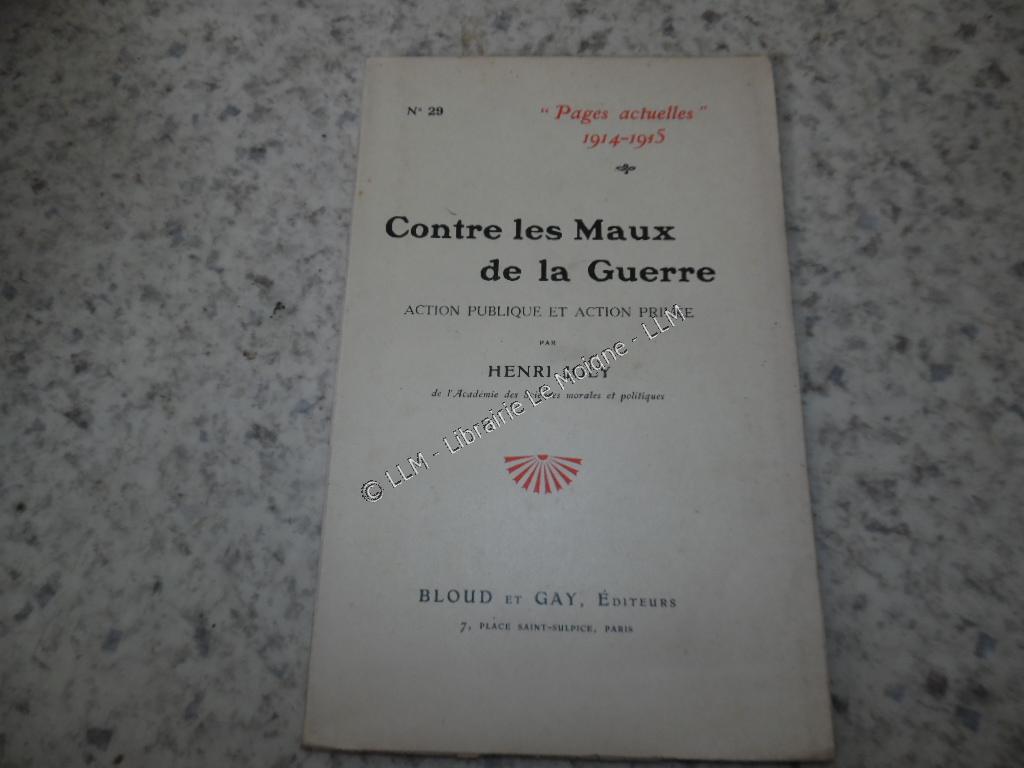 N° 29
"Pages actuelles"
1914-1915
Contre les Maux
de la Guerre
ACTION PUBLIQUE ET ACTION PRIVÉE
PAR
HENRI JOLY
de l'Académie des Sciences morales et politiques
BLOUD ET GAY, ÉDITEURS
7, PLACE SAINT-SULPICE, PARIS
© LLM - Librairie Le Moigne - LLM